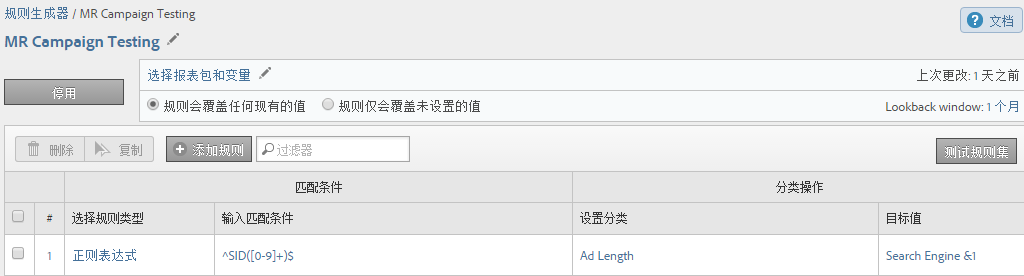 规则生成器 / MR Campaign Testing
文档
MR Campaign Testing
停用
选择报表包和变量
上次更改: 1 天之前
规则会覆盖任何现有的值
规则仅会覆盖未设置的值
Lookback window: 1 个月
删除
复制
添加规则
过滤器
测试规则集
匹配条件
分类操作
#
选择规则类型
输入匹配条件
设置分类
目标值
1
正则表达式
^SID([0-9]+)$
Ad Length
Search Engine &1